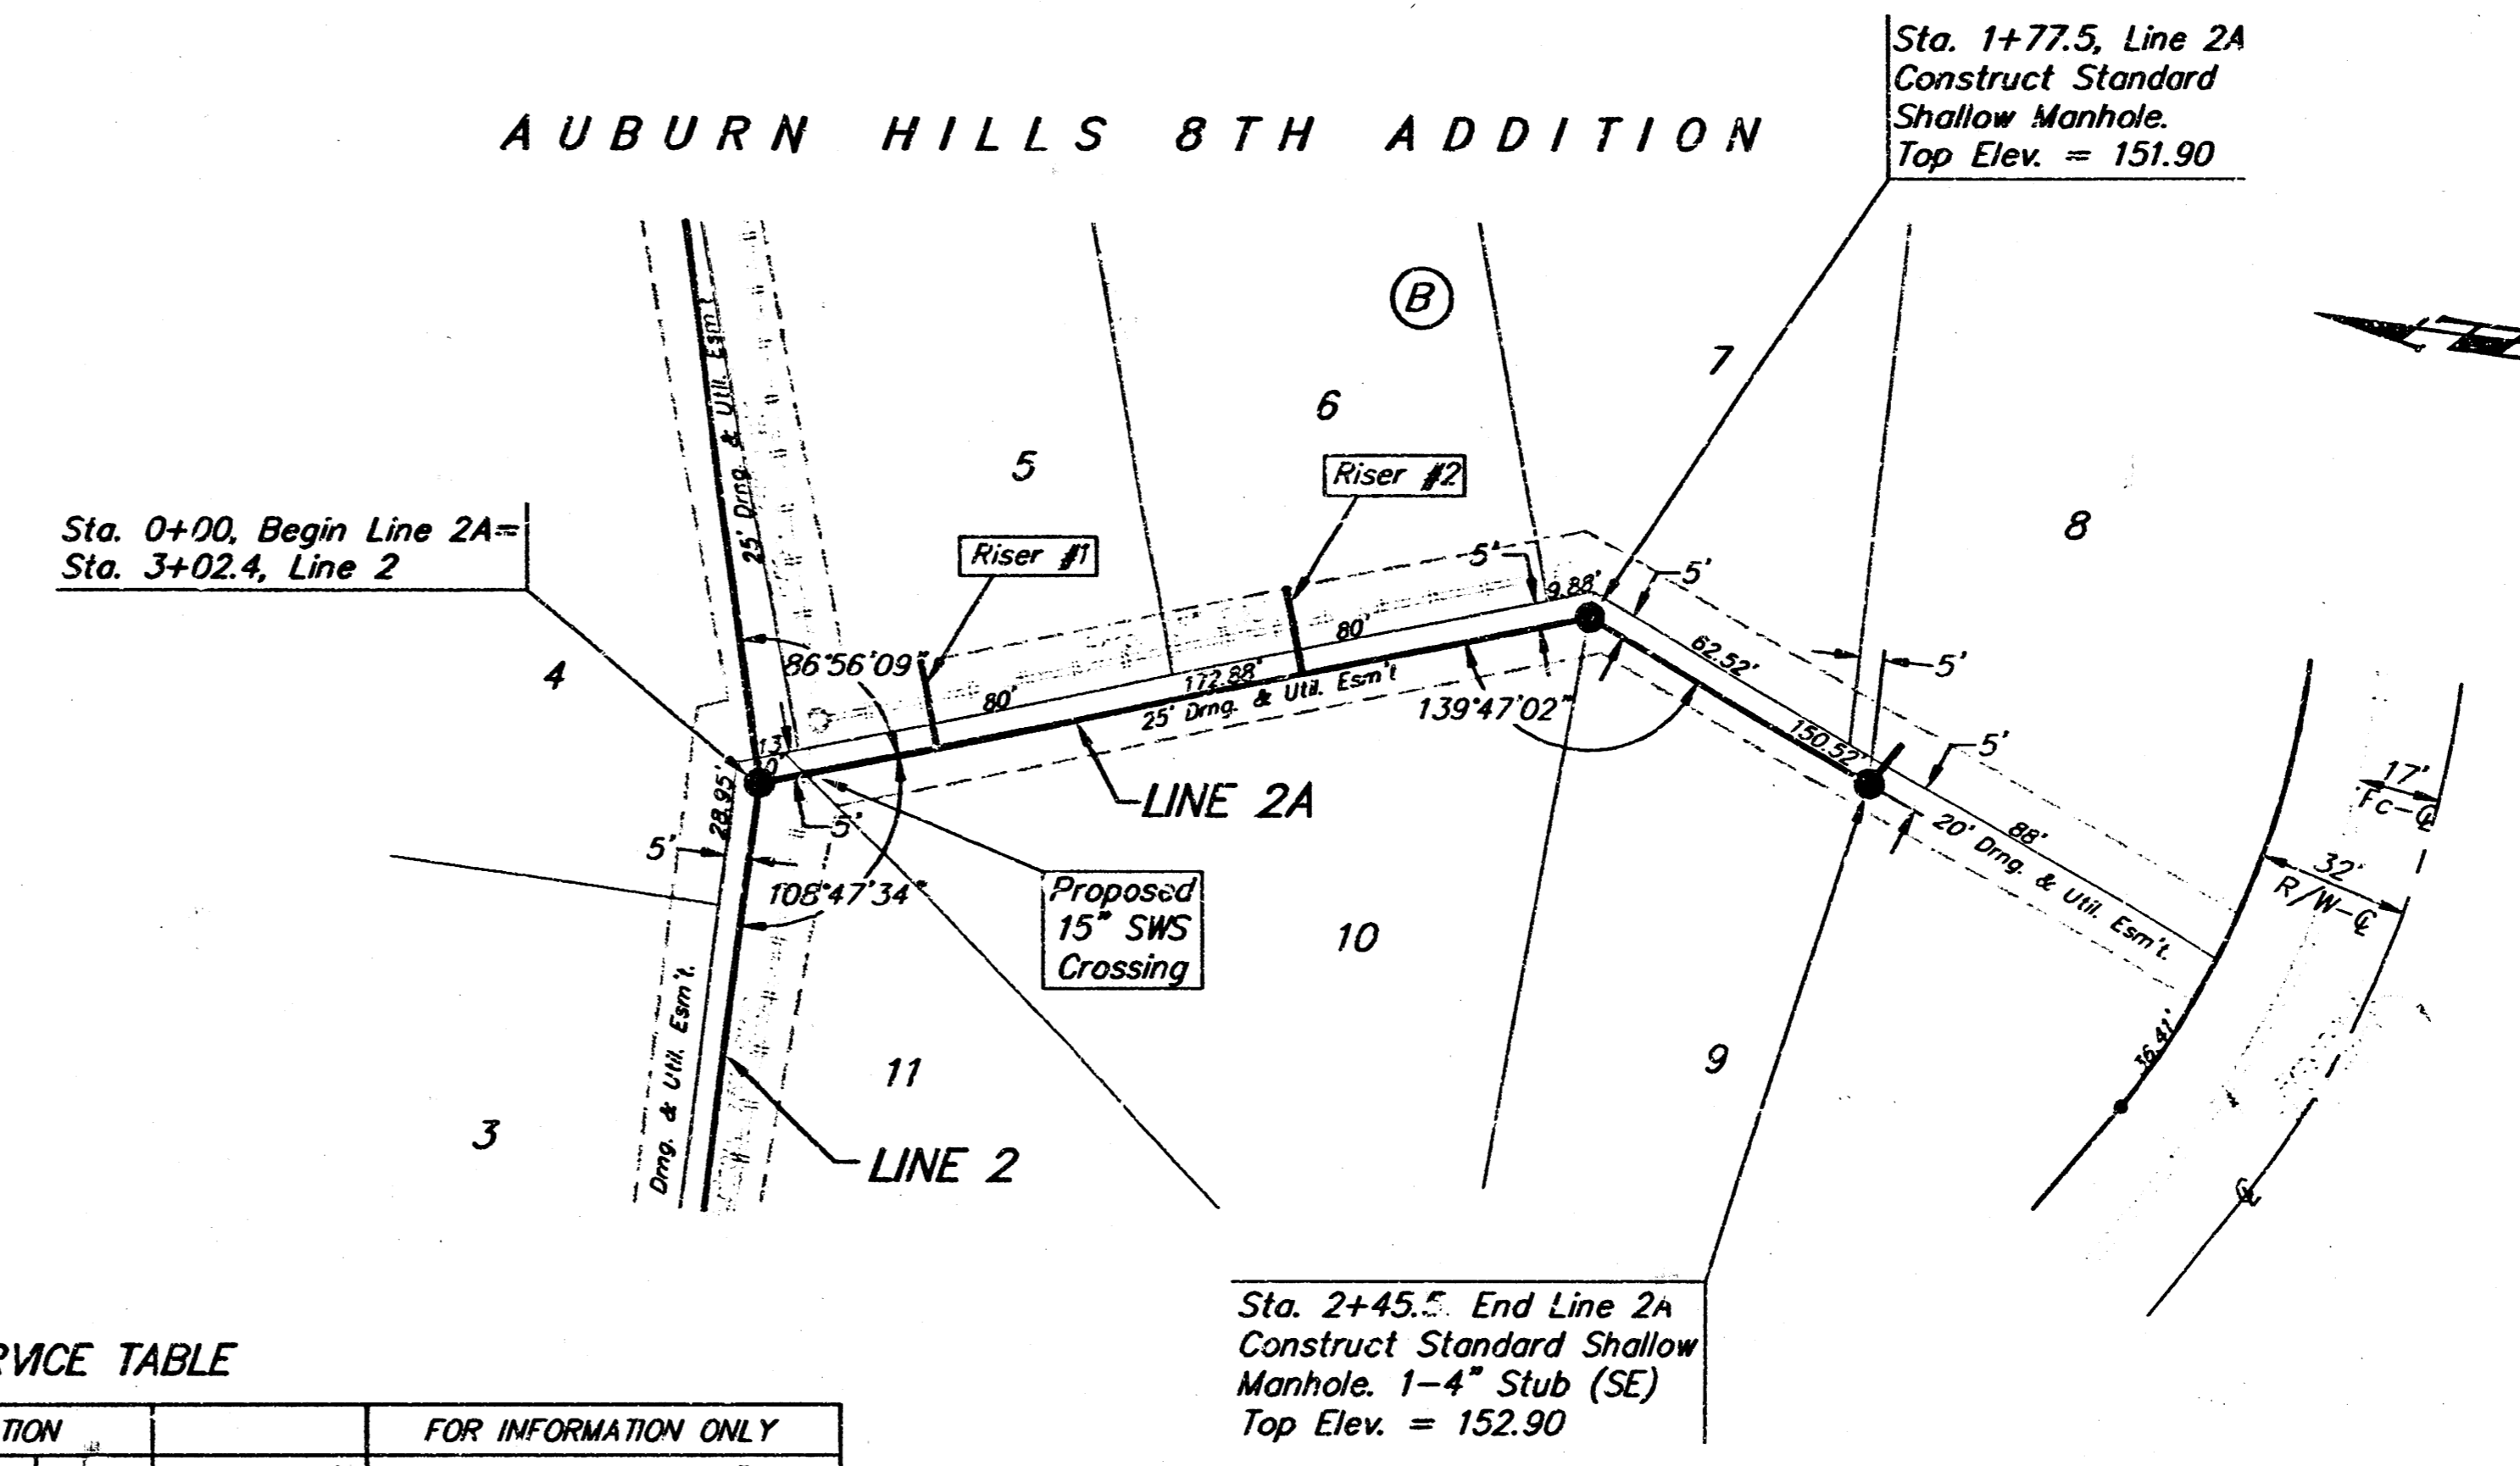 Sta. 1+77.5, Line 2A
Construct Standard
Shallow Manhole.
Top Elev. = 151.90
AUBURN HILLS 8TH ADDITION
B
7
6
5
8
4
Riser #2
Riser #1
Sta. 0+00, Begin Line 2A=
Sta. 3+02.4, Line 2
25' Drng. & Util. Esm't.
86°56'09"
5'
9.88'
5'
80'
62.52'
5'
172.88'
80'
25' Drng. & Util. Esm't
139°47'02"
150.52'
5'
13'
28.95'
LINE 2A
5'
5'
108°47'34"
Proposed
15" SWS
Crossing
88'
20' Drng. & Util. Esm't.
17'
Fc-℄
32'
R/W-℄
36.41'
℄
10
9
11
3
Drng. & Util. Esm't.
LINE 2
Sta. 2+45.5 End Line 2A
Construct Standard Shallow
Manhole. 1-4" Stub (SE)
Top Elev. = 152.90
RVICE TABLE
TION
FOR INFORMATION ONLY